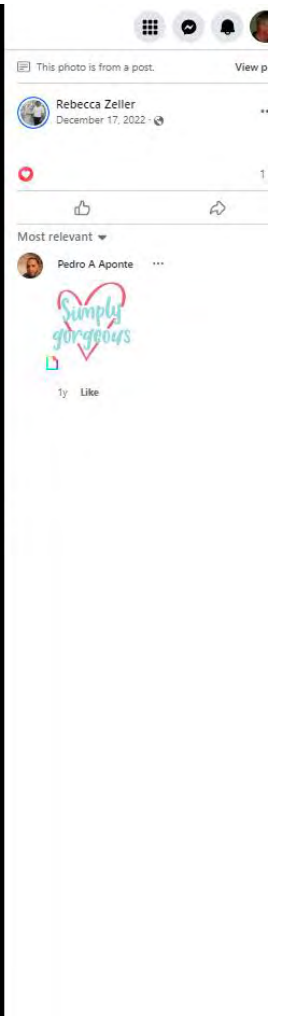 This photo is from a post. View p
Rebecca Zeller
December 17, 2022 ·
1
Most relevant
Pedro A Aponte
Simply
gorgeous
1y Like